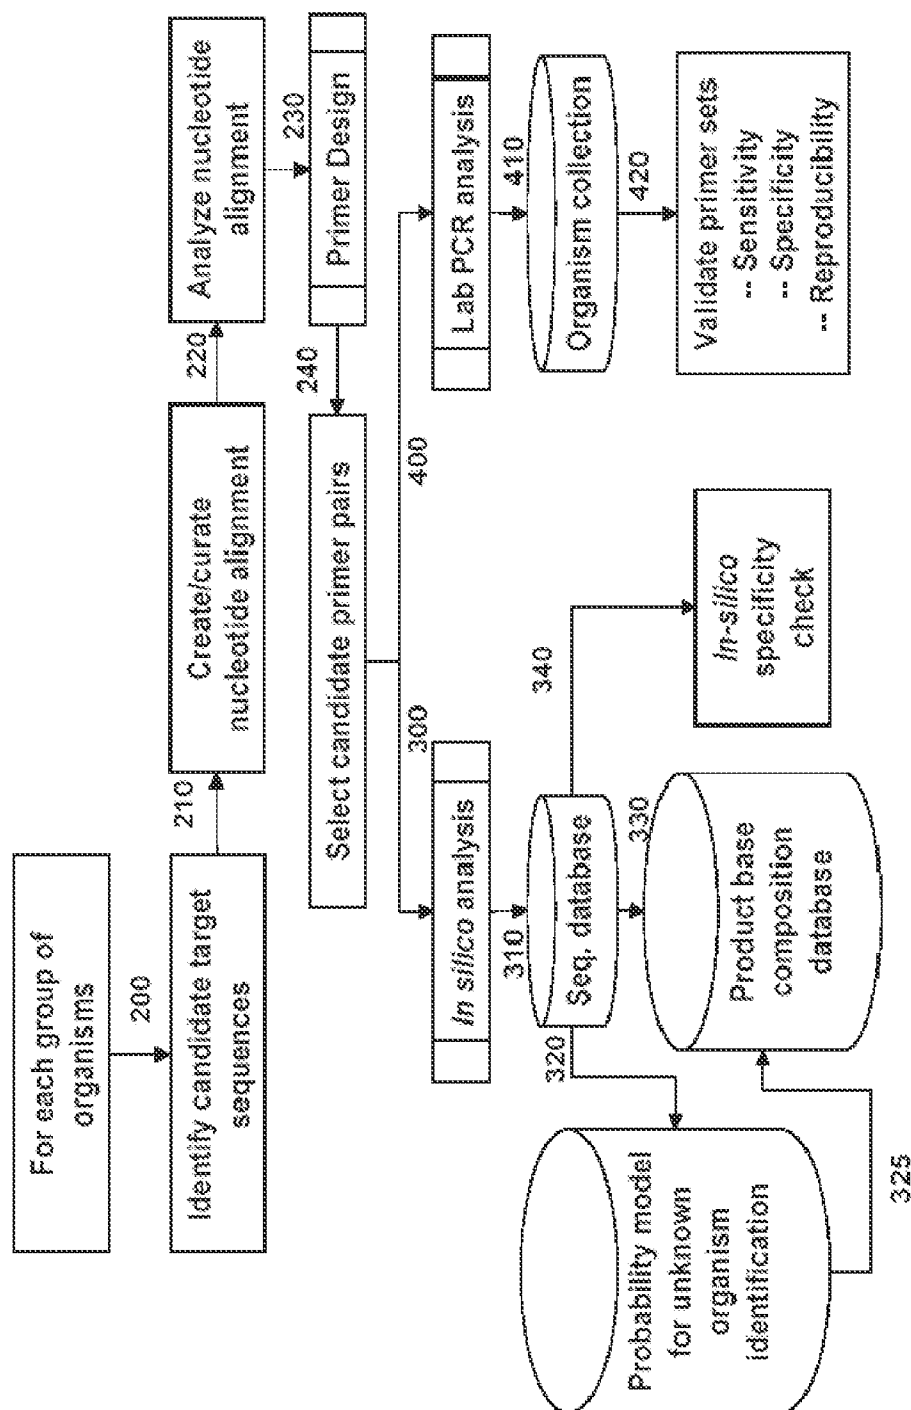 For each group of
organisms
200
Identify candidate target
sequences
210
Create/curate
nucleotide alignment
220
Analyze nucleotide
alignment
230
Primer Design
240
Select candidate primer pairs
300
400
In silico analysis
310
Seq. database
320
Probability model
for unknown
organism
identification
325
330
Product base
composition
database
340
In-silico
specificity
check
Lab PCR analysis
410
Organism collection
420
Validate primer sets
-- Sensitivity
-- Specificity
-- Reproducibility